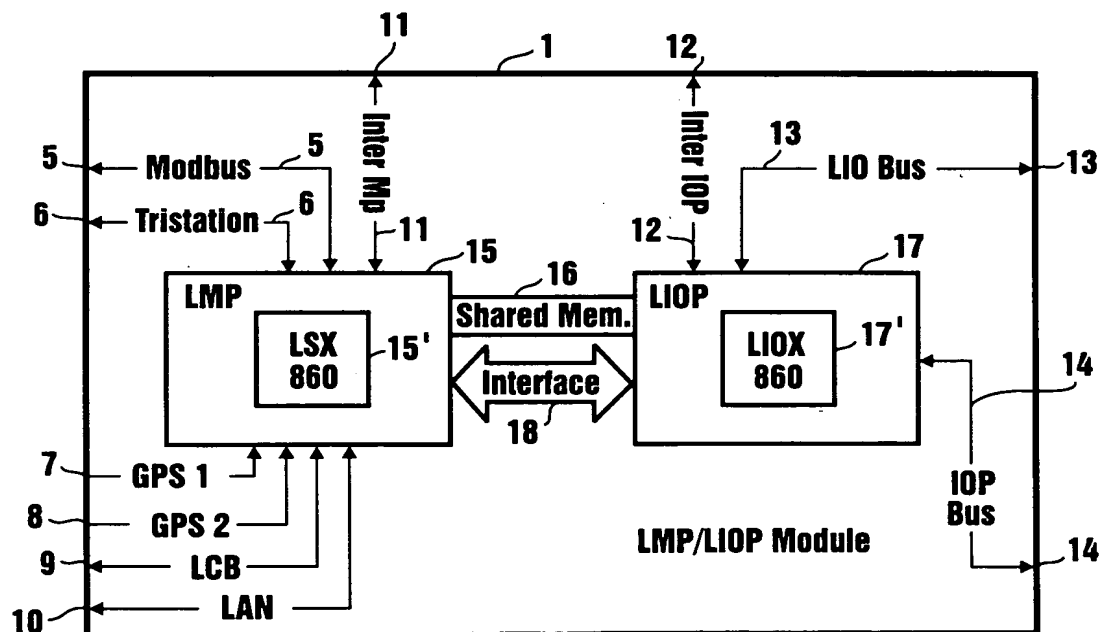 11
1
12
Inter Mp
Inter IOP
5
Modbus
5
13
LIO Bus
13
6
Tristation
6
11
12
15
17
LMP
16
LIOP
Shared Mem.
LSX
860
15'
LIOX
860
17'
Interface
18
14
7
GPS 1
IOP
Bus
8
GPS 2
LMP/LIOP Module
9
LCB
14
10
LAN